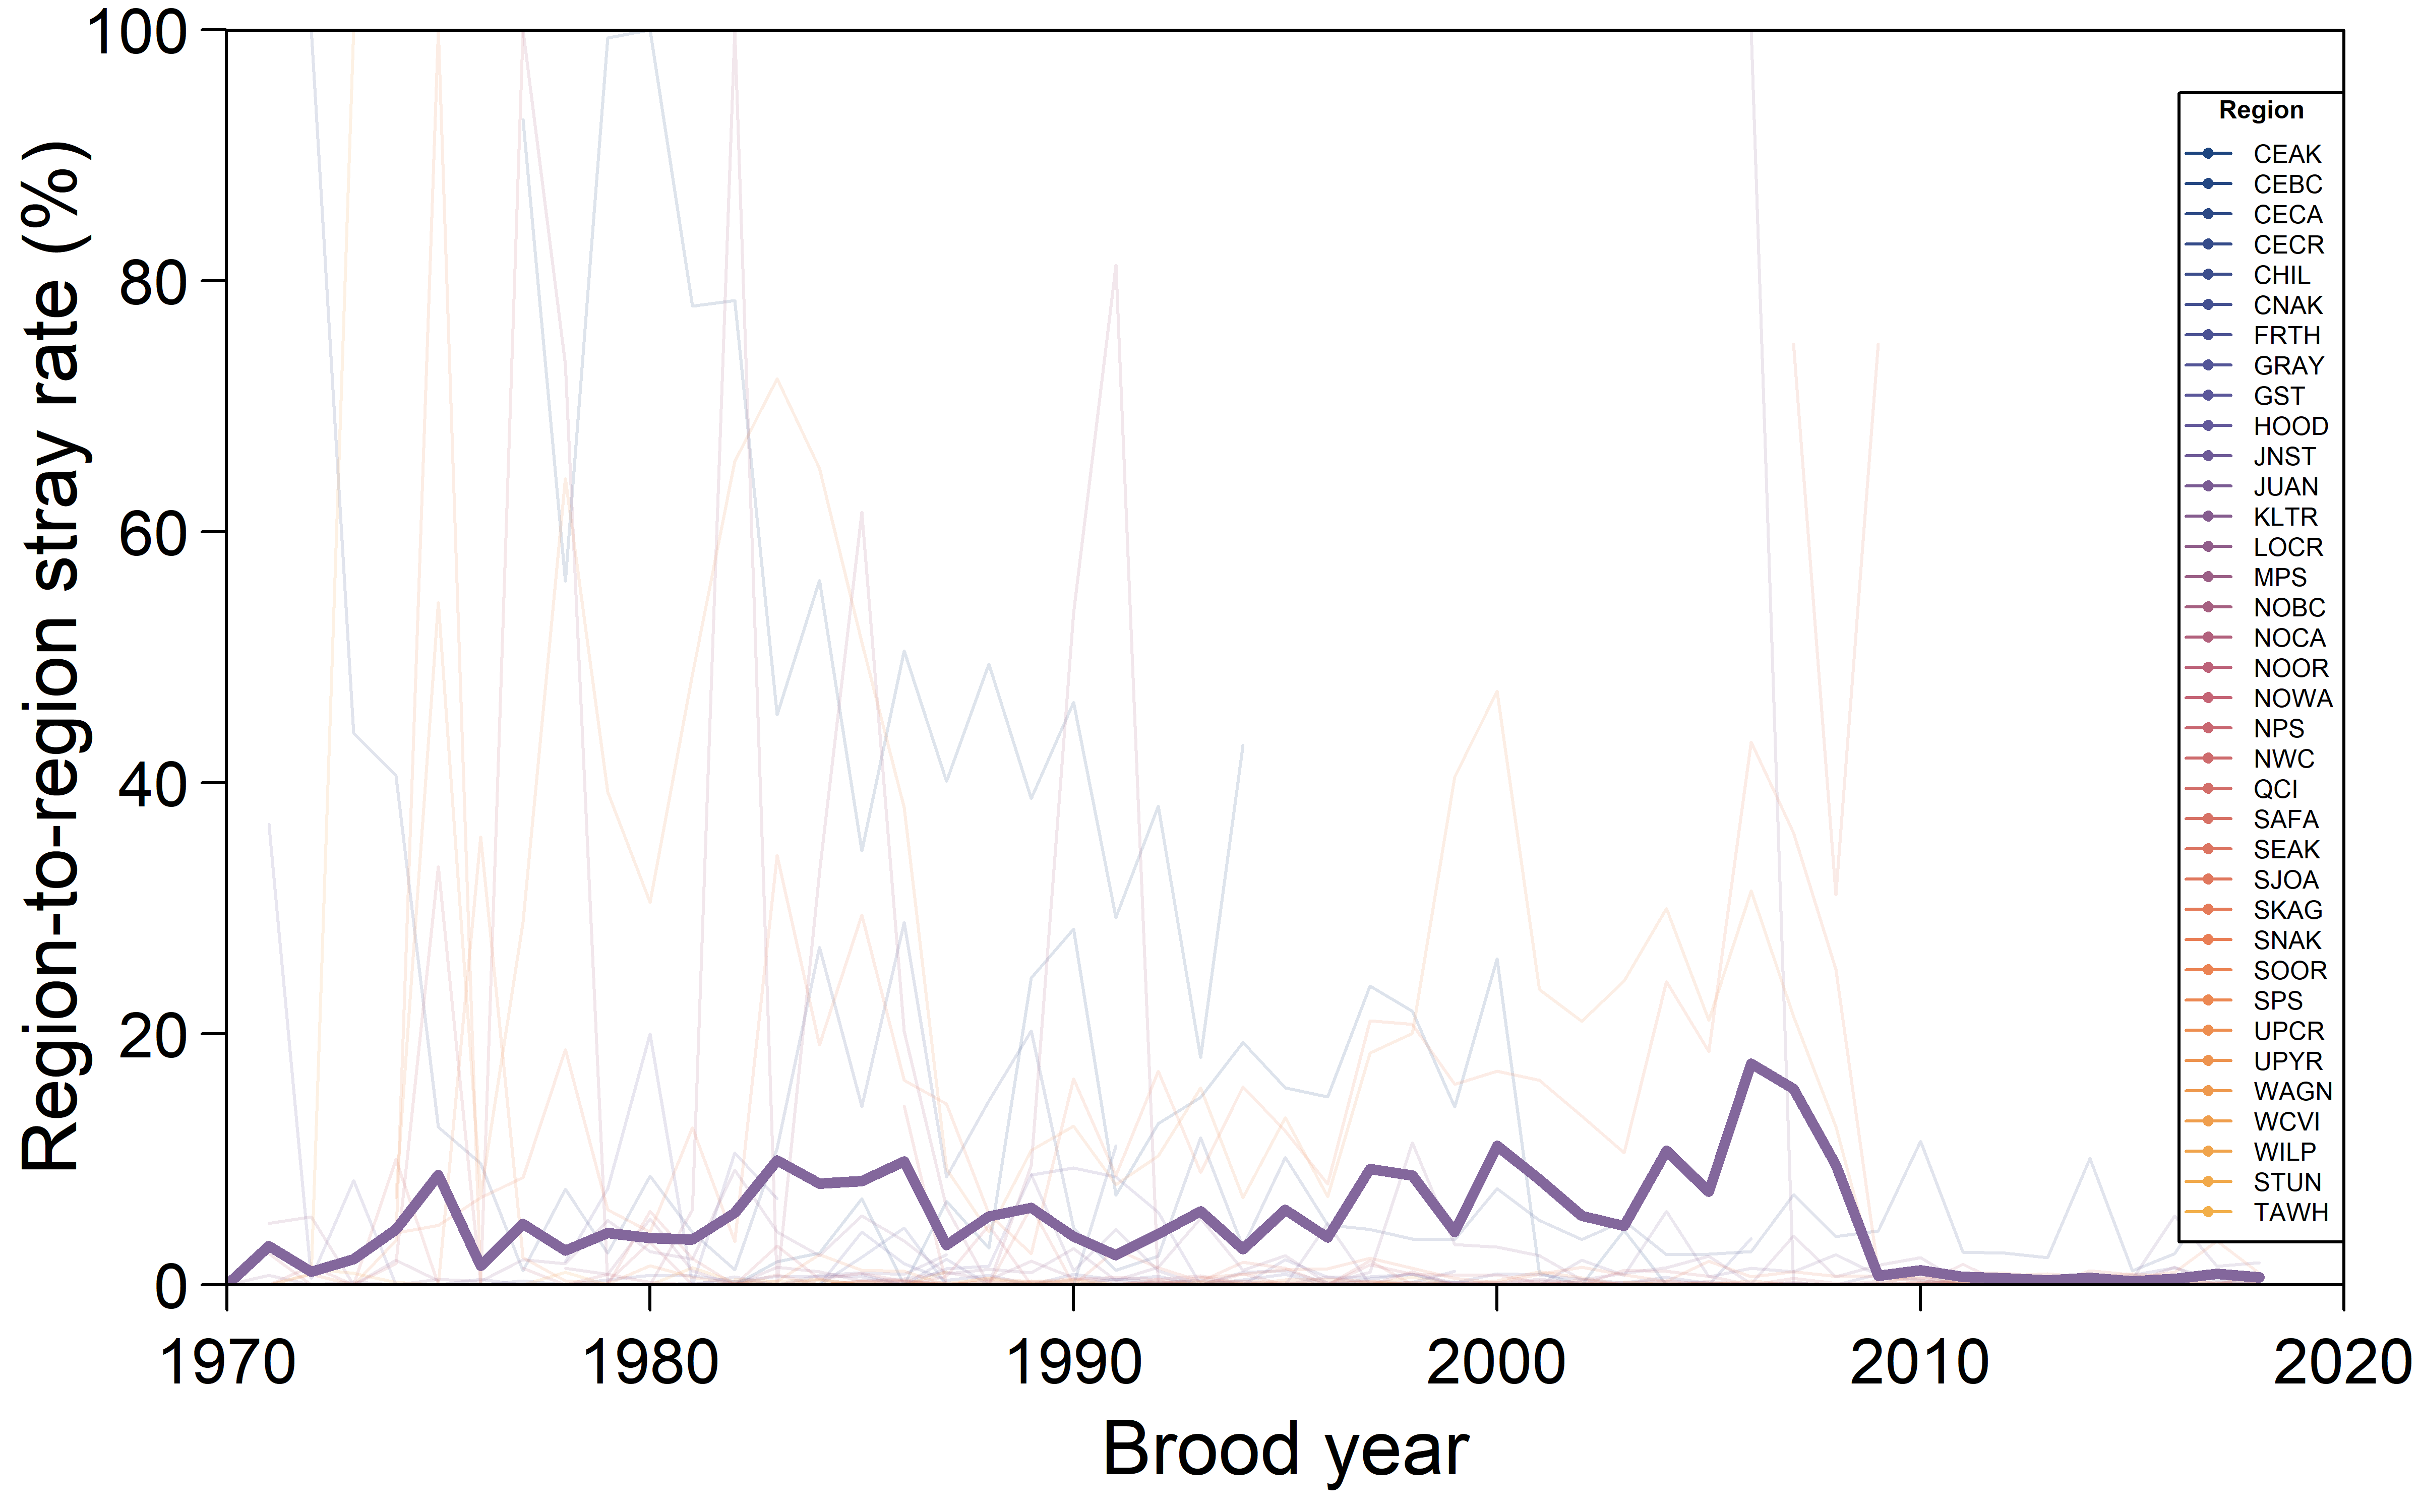 Region-to-region stray rate (%)
100
80
60
40
20
0
1970
1980
1990
2000
2010
2020
Brood year
Region
CEAK
CEBC
CECA
CECR
CHIL
CNAK
FRTH
GRAY
GST
HOOD
JNST
JUAN
KLTR
LOCR
MPS
NOBC
NOCA
NOOR
NOWA
NPS
NWC
QCI
SAFA
SEAK
SJOA
SKAG
SNAK
SOOR
SPS
UPCR
UPYR
WAGN
WCVI
WILP
STUN
TAWH